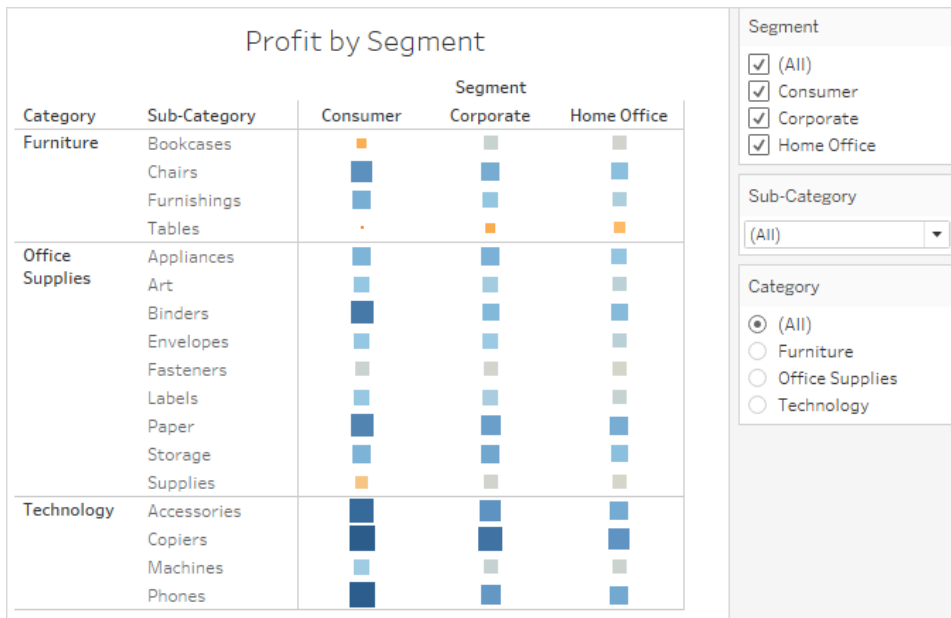 Profit by Segment
Segment
Category Sub-Category Consumer Corporate Home Office
Furniture Bookcases
Chairs
Furnishings
Tables
Office Supplies Appliances
Art
Binders
Envelopes
Fasteners
Labels
Paper
Storage
Supplies
Technology Accessories
Copiers
Machines
Phones
Segment
(All)
Consumer
Corporate
Home Office
Sub-Category
(All)
Category
(All)
Furniture
Office Supplies
Technology